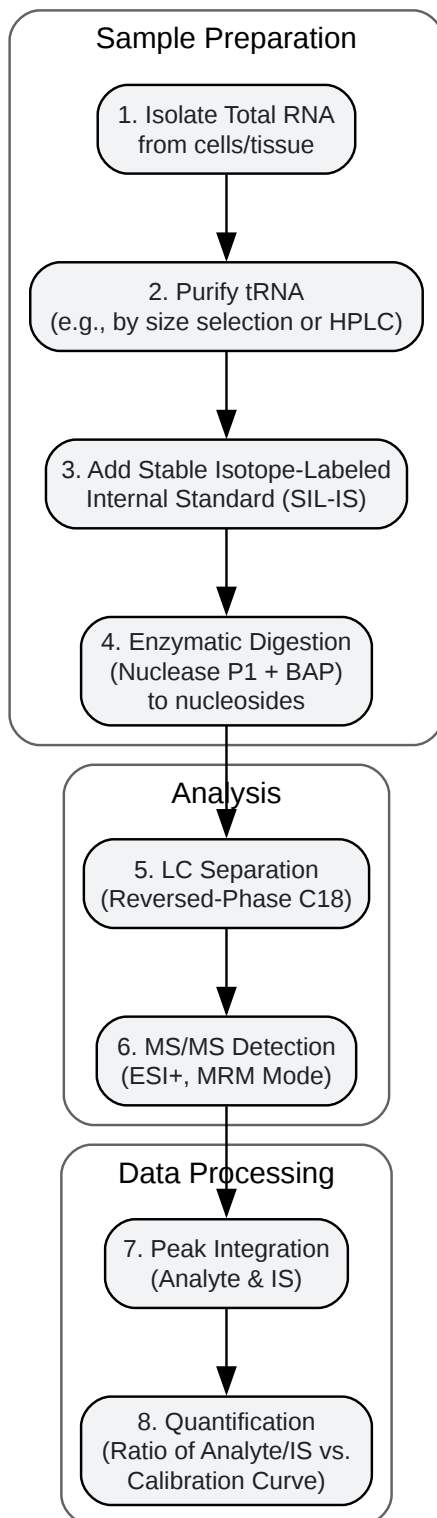 Sample Preparation
1. Isolate Total RNA
from cells/tissue
2. Purify tRNA
(e.g., by size selection or HPLC)
3. Add Stable Isotope-Labeled
Internal Standard (SIL-IS)
4. Enzymatic Digestion
(Nuclease P1 + BAP)
to nucleosides
Analysis
5. LC Separation
(Reversed-Phase C18)
6. MS/MS Detection
(ESI+, MRM Mode)
Data Processing
7. Peak Integration
(Analyte & IS)
8. Quantification
(Ratio of Analyte/IS vs.
Calibration Curve)